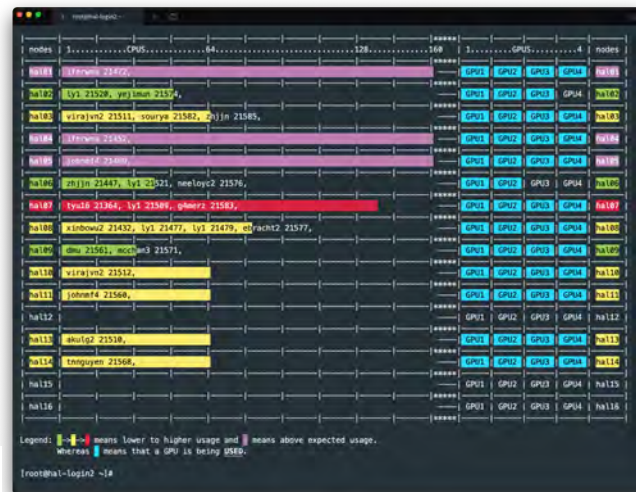 root@hal-login2:~
| nodes | 1............CPUS............64..............................128............160 | 1.........GPUS.........4 | nodes |
| hal01 | iferwna 21472, | GPU1 | GPU2 | GPU3 | GPU4 | hal01 |
| hal02 | ly1 21520, yejimun 21574, | GPU1 | GPU2 | GPU3 | GPU4 | hal02 |
| hal03 | virajvn2 21511, sourya 21582, zhjjn 21585, | GPU1 | GPU2 | GPU3 | GPU4 | hal03 |
| hal04 | 21452, | GPU1 | GPU2 | GPU3 | GPU4 | hal04 |
| hal05 | johnmf4 | GPU1 | GPU2 | GPU3 | GPU4 | hal05 |
| hal06 | zhjjn 21447, ly1 21521, neeloyc2 21576, | GPU1 | GPU2 | GPU3 | GPU4 | hal06 |
| hal07 | tyu16 21364, ly1 21509, g4merz 21583, | GPU1 | GPU2 | GPU3 | GPU4 | hal07 |
| hal08 | xinbowu2 21432, ly1 21477, ly1 21479, ebracht2 21577, | GPU1 | GPU2 | GPU3 | GPU4 | hal08 |
| hal09 | dmu 21561, mcchan3 21571, | GPU1 | GPU2 | GPU3 | GPU4 | hal09 |
| hal10 | virajvn2 21512, | GPU1 | GPU2 | GPU3 | GPU4 | hal10 |
| hal11 | johnmf4 21560, | GPU1 | GPU2 | GPU3 | GPU4 | hal11 |
| hal12 | | GPU1 | GPU2 | GPU3 | GPU4 | hal12 |
| hal13 | akulg2 21510, | GPU1 | GPU2 | GPU3 | GPU4 | hal13 |
| hal14 | tnnguyen 21568, | GPU1 | GPU2 | GPU3 | GPU4 | hal14 |
| hal15 | | GPU1 | GPU2 | GPU3 | GPU4 | hal15 |
| hal16 | | GPU1 | GPU2 | GPU3 | GPU4 | hal16 |
Legend: -> -> means lower to higher usage and means above expected usage.
Whereas means that a GPU is being USED.
[root@hal-login2 ~]#